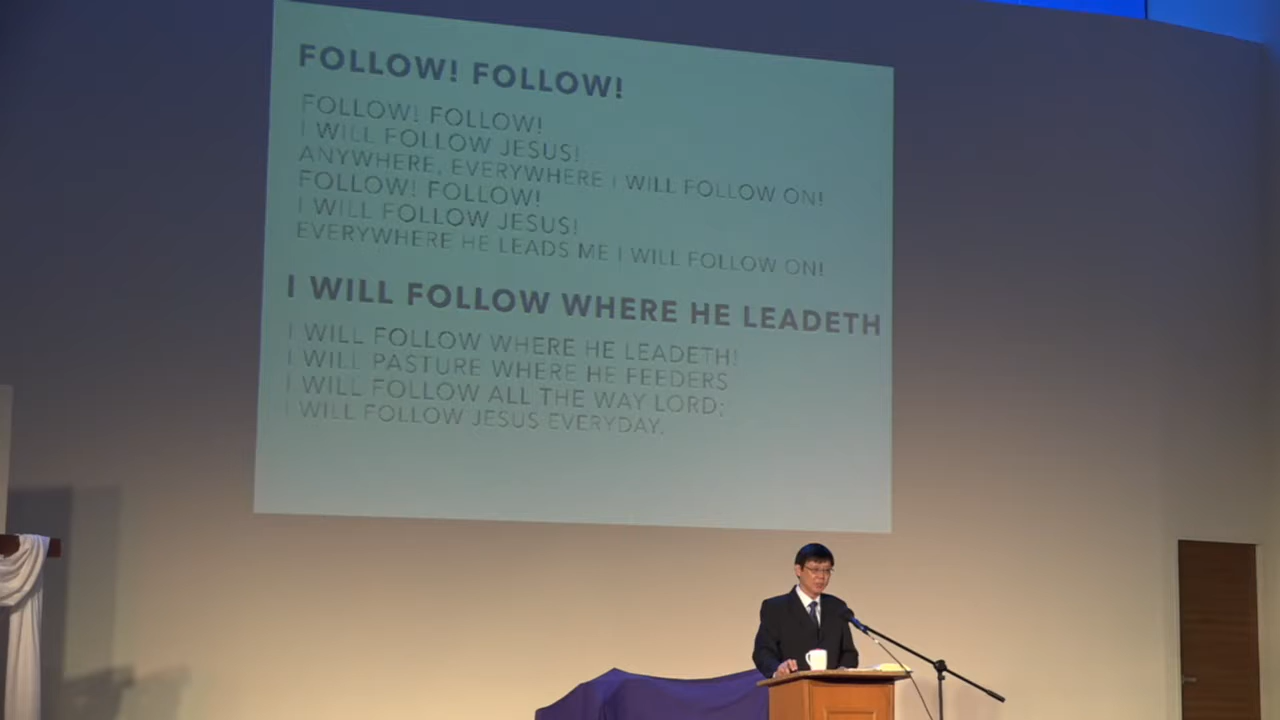 FOLLOW! FOLLOW!
FOLLOW! FOLLOW!
I WILL FOLLOW JESUS!
ANYWHERE, EVERYWHERE I WILL FOLLOW ON!
FOLLOW! FOLLOW!
I WILL FOLLOW JESUS!
EVERYWHERE HE LEADS ME I WILL FOLLOW ON!
I WILL FOLLOW WHERE HE LEADETH
I WILL FOLLOW WHERE HE LEADETH!
I WILL PASTURE WHERE HE FEEDERS
I WILL FOLLOW ALL THE WAY LORD;
I WILL FOLLOW JESUS EVERYDAY.